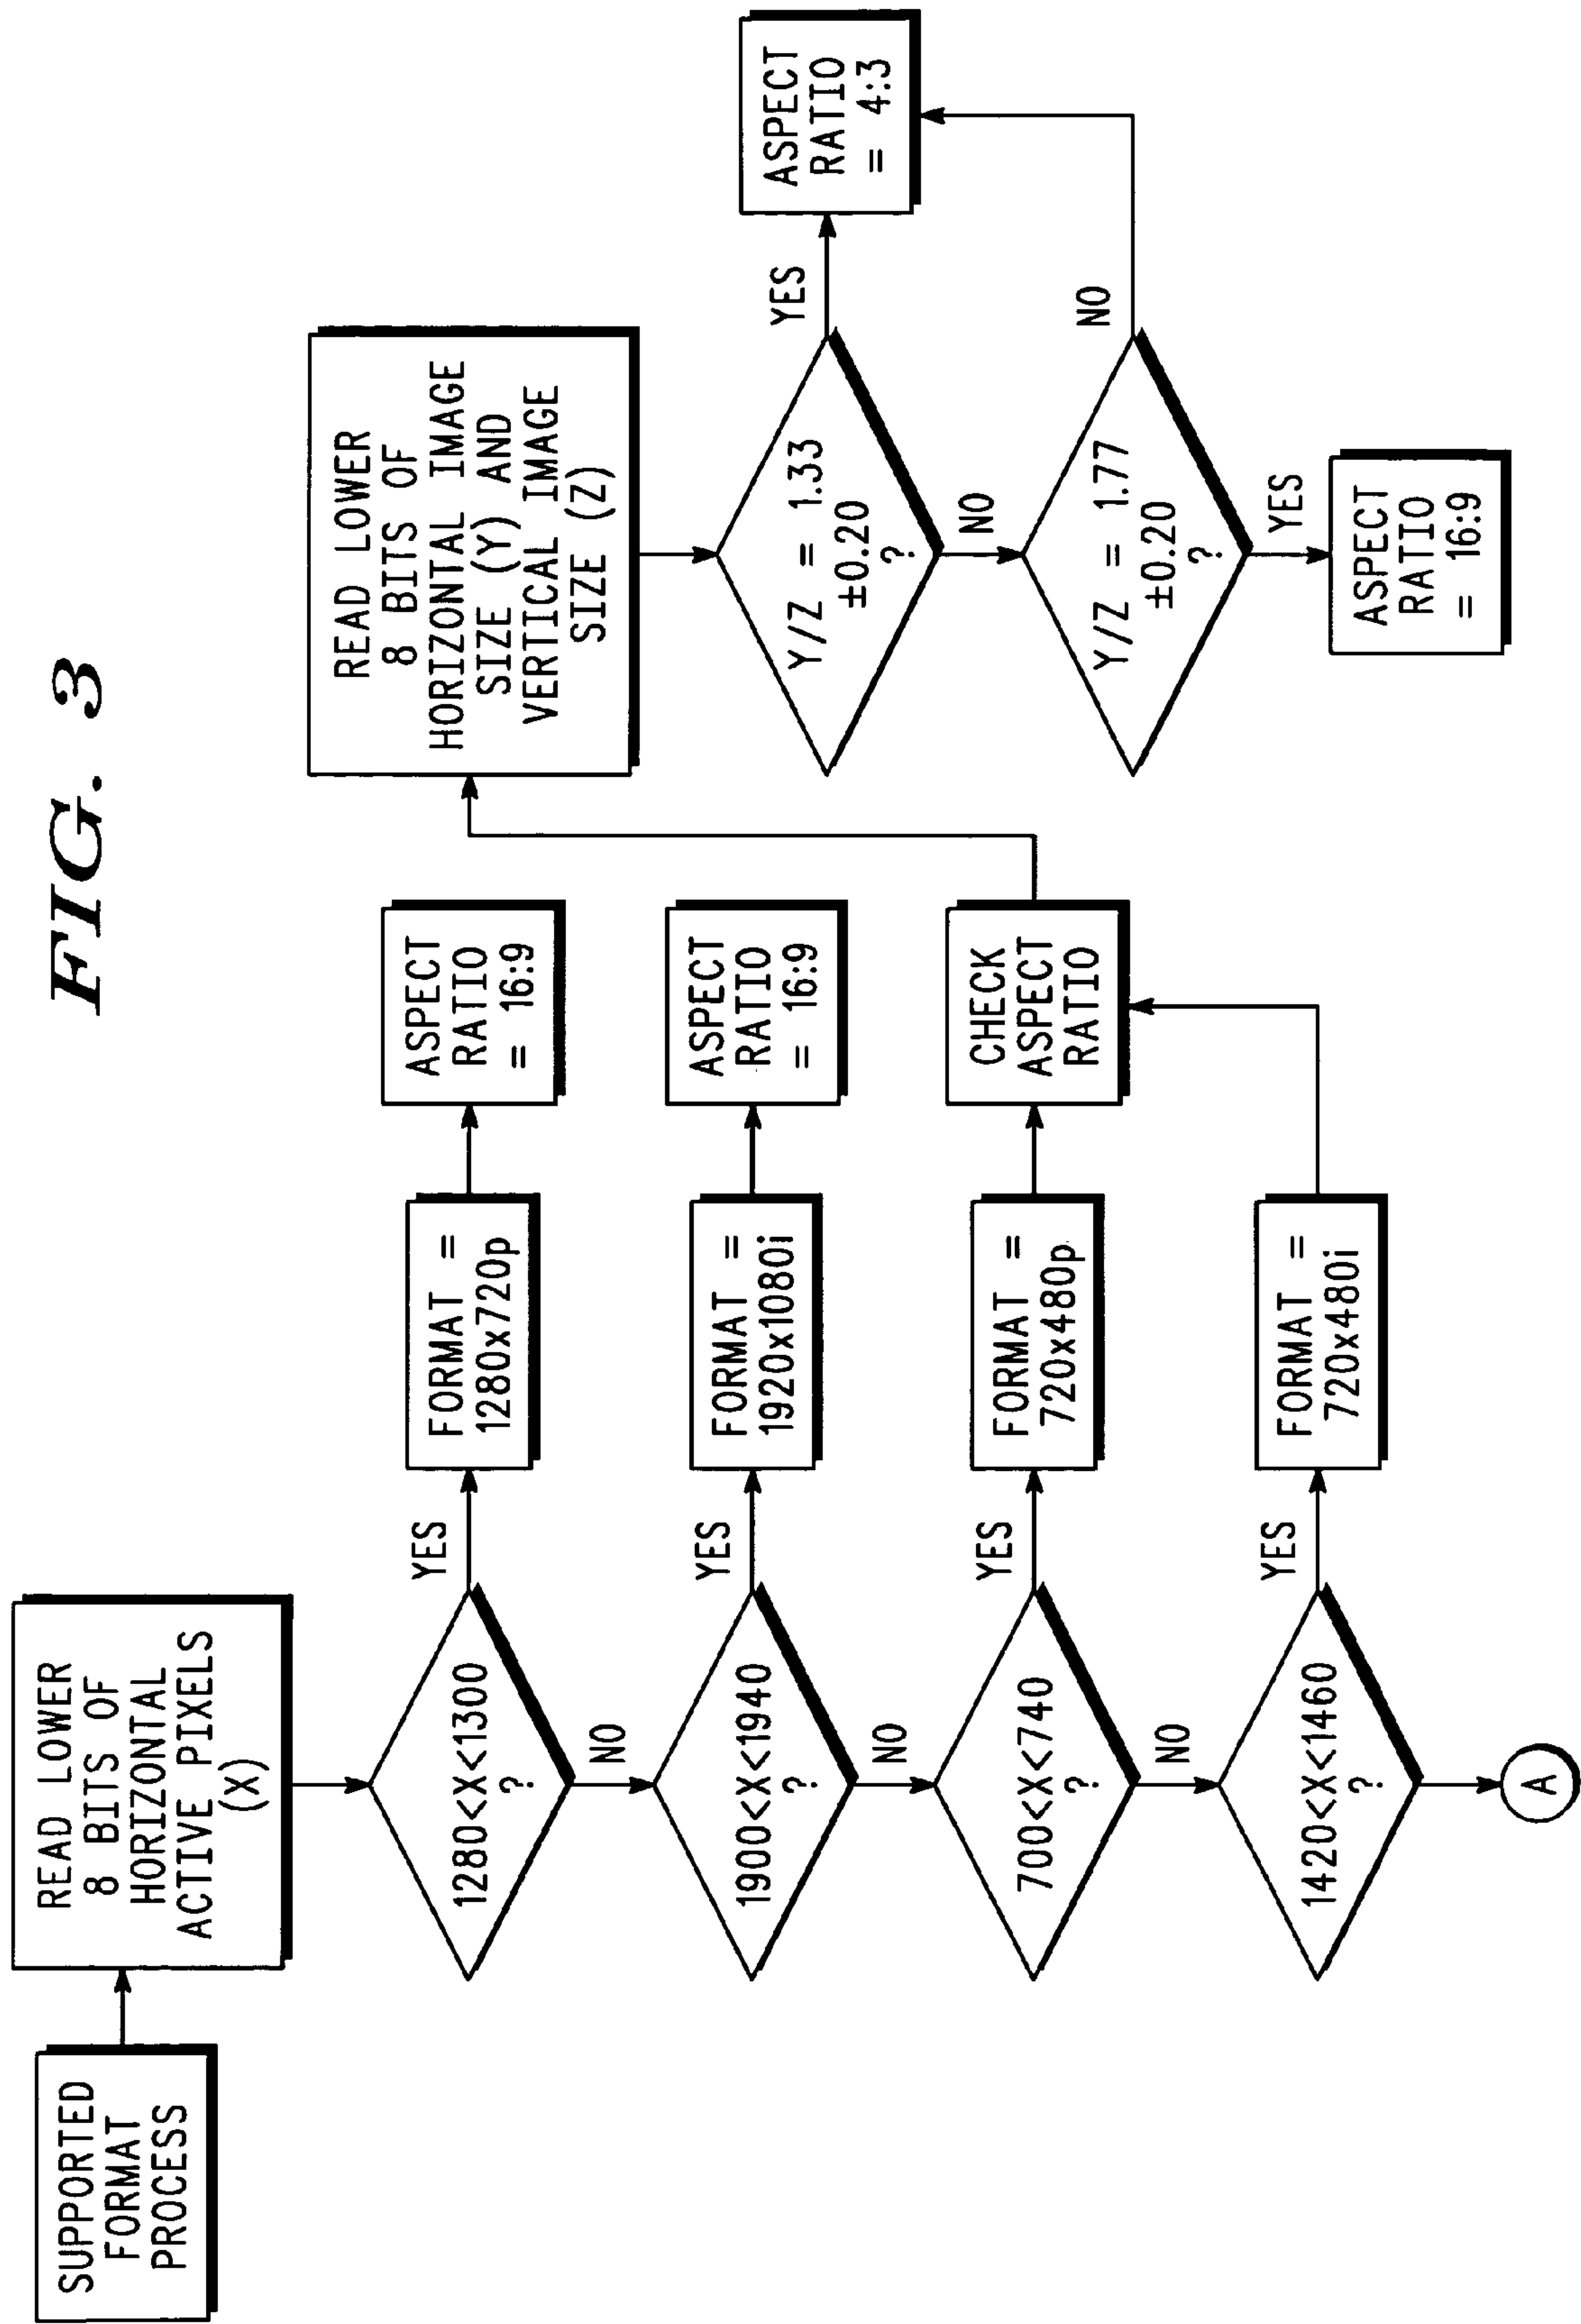 FIG. 3
SUPPORTED
FORMAT
PROCESS
READ LOWER
8 BITS OF
HORIZONTAL
ACTIVE PIXELS
(X)
1280<X<1300
?
YES
FORMAT =
1280x720p
ASPECT
RATIO
= 16:9
NO
1900<X<1940
?
YES
FORMAT =
1920x1080i
ASPECT
RATIO
= 16:9
NO
700<X<740
?
YES
FORMAT =
720x480p
CHECK
ASPECT
RATIO
NO
1420<X<1460
?
YES
FORMAT =
720x480i
A
READ LOWER
8 BITS OF
HORIZONTAL IMAGE
SIZE (Y) AND
VERTICAL IMAGE
SIZE (Z)
Y/Z = 1.33
±0.20
?
YES
ASPECT
RATIO
= 4:3
NO
Y/Z = 1.77
±0.20
?
NO
YES
ASPECT
RATIO
= 16:9